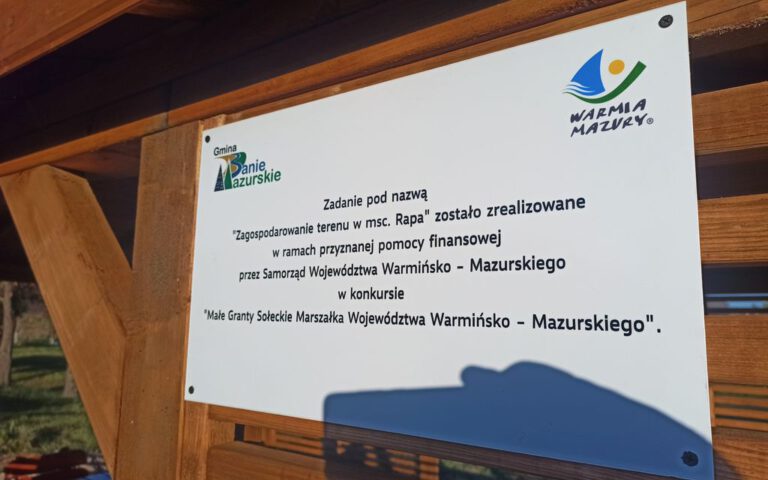 WARMIA
MAZURY®
Gmina
Banie
Mazurskie
Zadanie pod nazwą
"Zagospodarowanie terenu w msc. Rapa" zostało zrealizowane
w ramach przyznanej pomocy finansowej
przez Samorząd Województwa Warmińsko - Mazurskiego
w konkursie
"Małe Granty Sołeckie Marszałka Województwa Warmińsko - Mazurskiego".